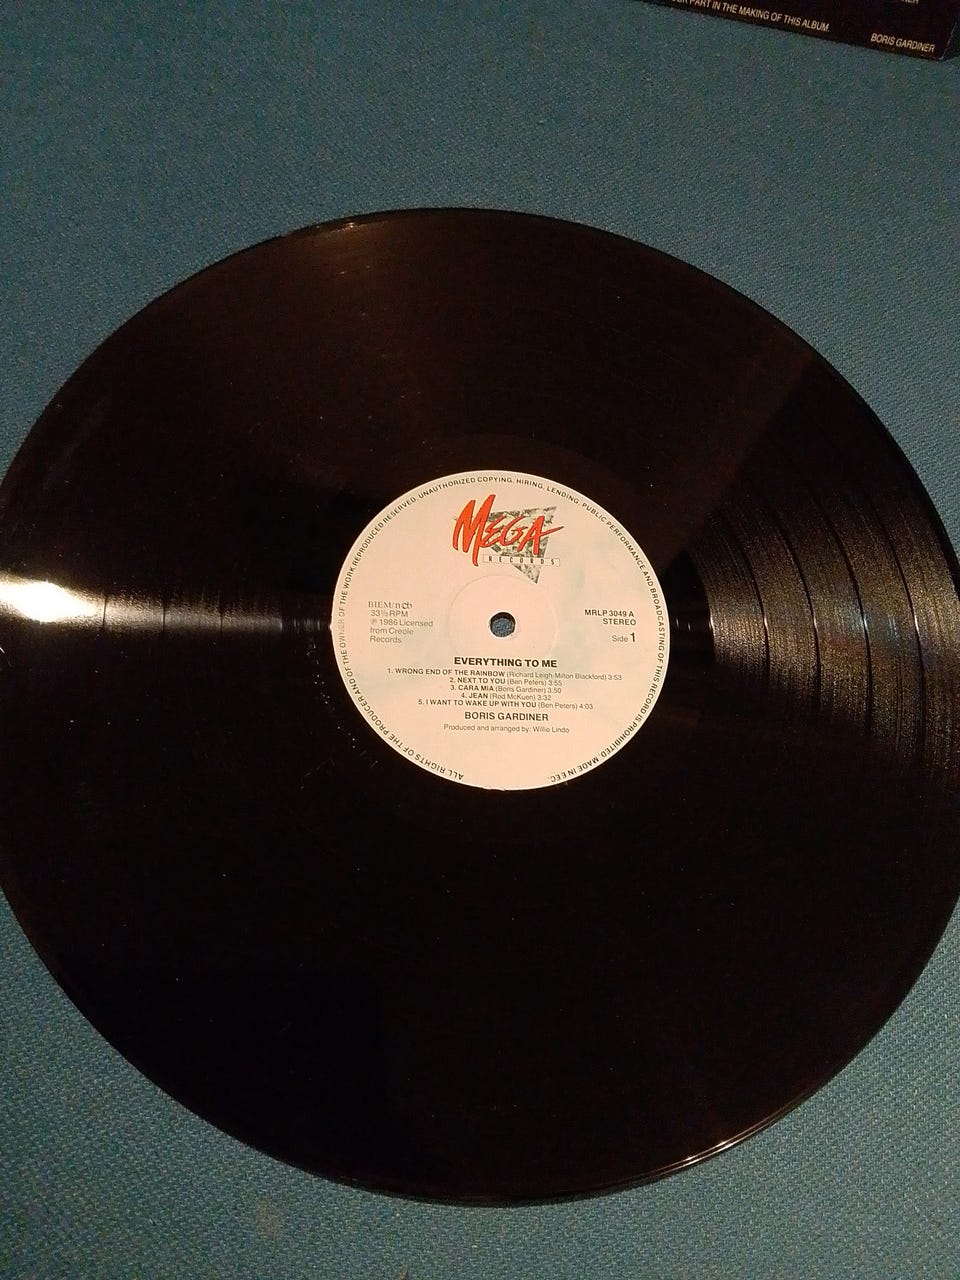 PART IN THE MAKING OF THIS ALBUM.
BORIS GARDINER
ALL RIGHTS OF THE PRODUCER AND OF THE OWNER OF THE WORK REPRODUCED RESERVED. UNAUTHORIZED COPYING. HIRING, LENDING, PUBLIC PERFORMANCE AND BROADCASTING OF THIS RECORD IS PROHIBITED. MADE IN EEC.
MEGA
RECORDS
BIEM/ncb
33⅓ RPM
℗ 1986 Licensed
from Creole
Records
MRLP 3049 A
STEREO
Side 1
EVERYTHING TO ME
1. WRONG END OF THE RAINBOW (Richard Leigh-Milton Blackford) 3:53
2. NEXT TO YOU (Ben Peters) 3:55
3. CARA MIA (Boris Gardiner) 3:50
4. JEAN (Rod McKuen) 3:32
5. I WANT TO WAKE UP WITH YOU (Ben Peters) 4:03
BORIS GARDINER
Produced and arranged by: Willie Lindo